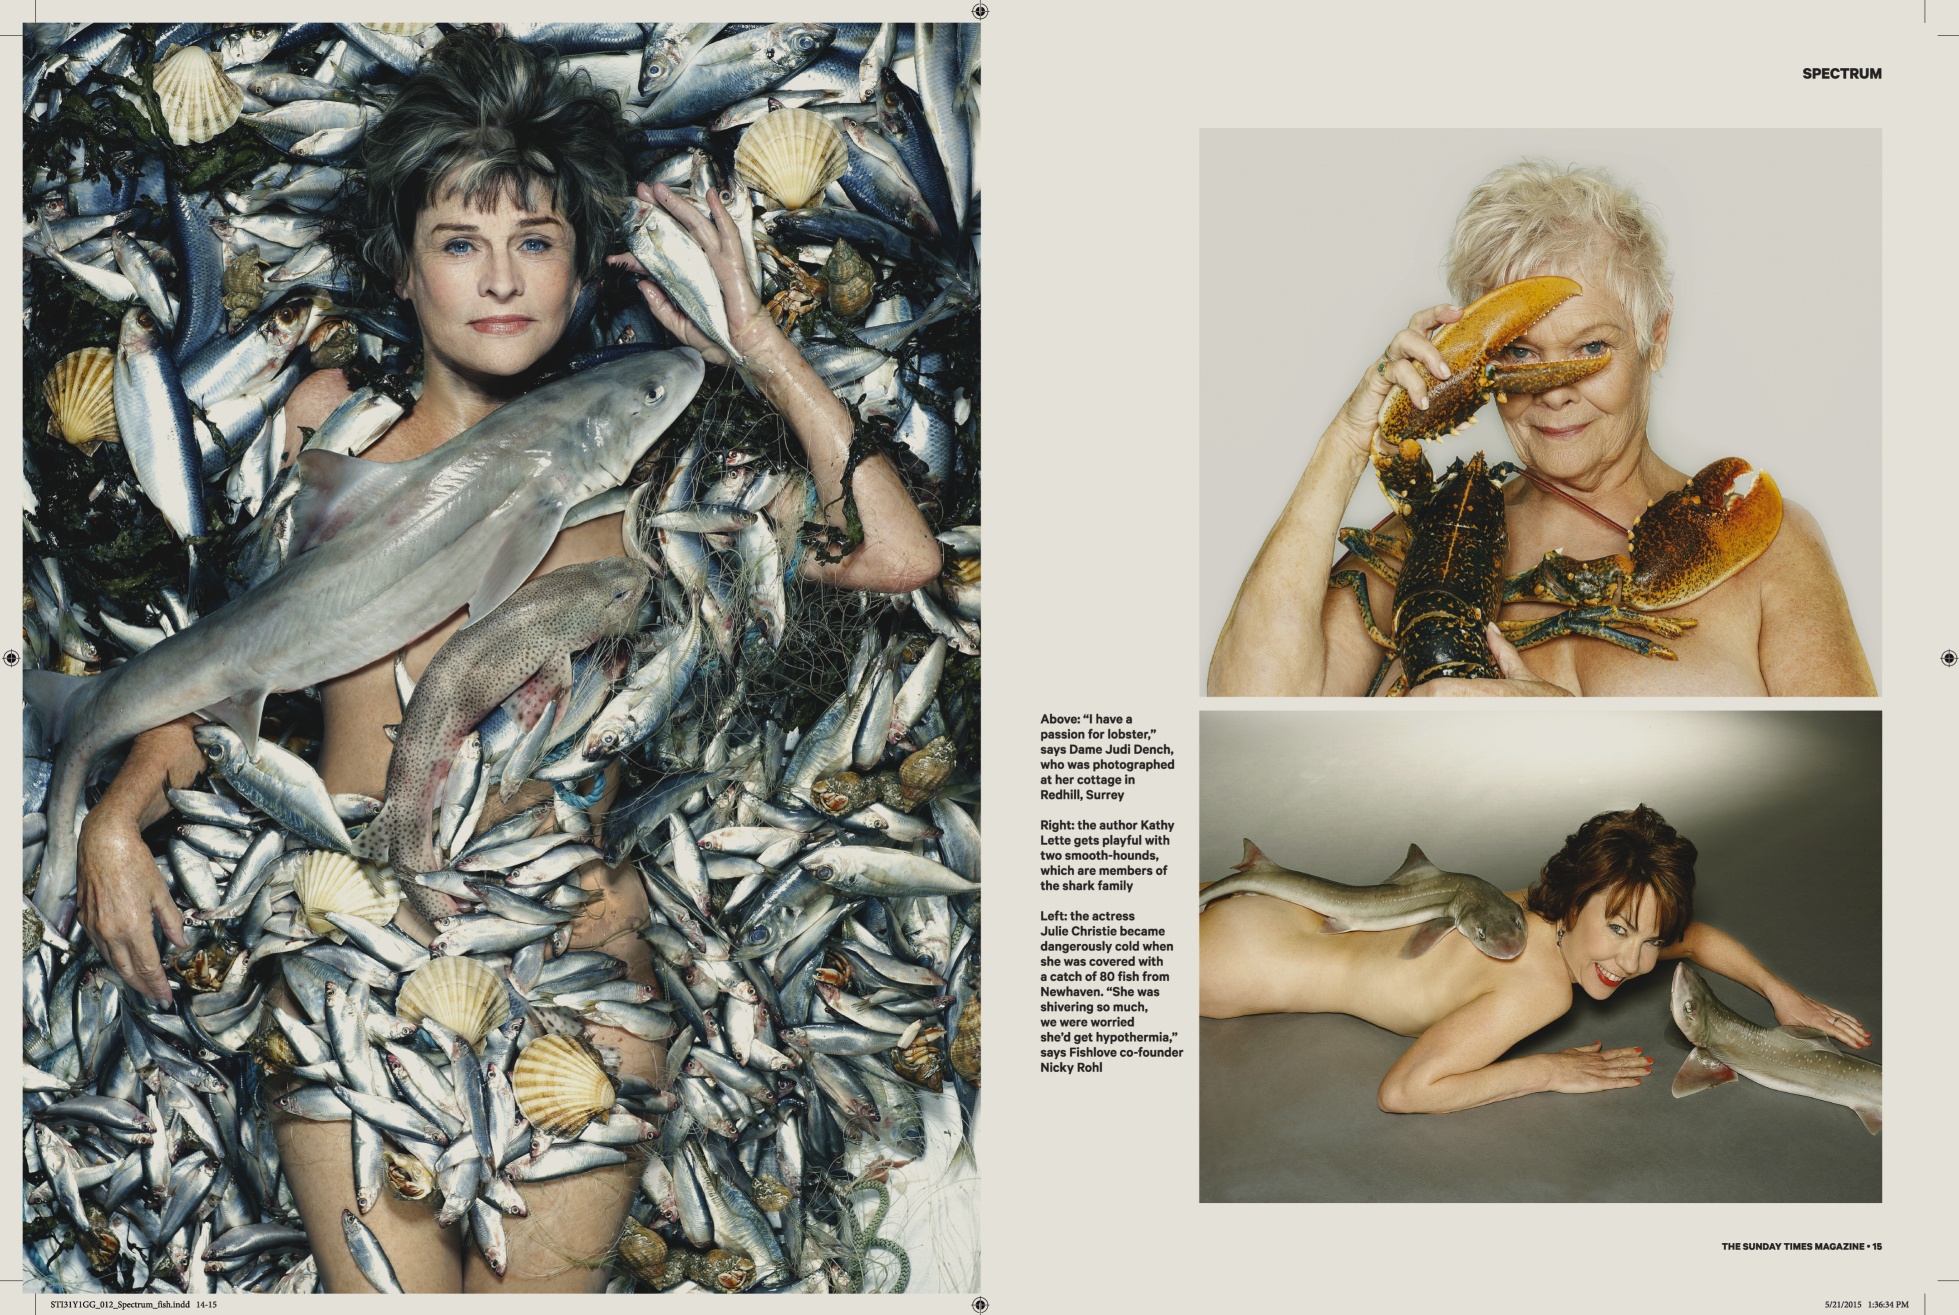 SPECTRUM
Above: “I have a
passion for lobster,”
says Dame Judi Dench,
who was photographed
at her cottage in
Redhill, Surrey
Right: the author Kathy
Lette gets playful with
two smooth-hounds,
which are members of
the shark family
Left: the actress
Julie Christie became
dangerously cold when
she was covered with
a catch of 80 fish from
Newhaven. “She was
shivering so much,
we were worried
she’d get hypothermia,”
says Fishlove co-founder
Nicky Rohl
THE SUNDAY TIMES MAGAZINE • 15
STI31Y1GG_012_Spectrum_fish.indd 14-15
5/21/2015 1:36:34 PM